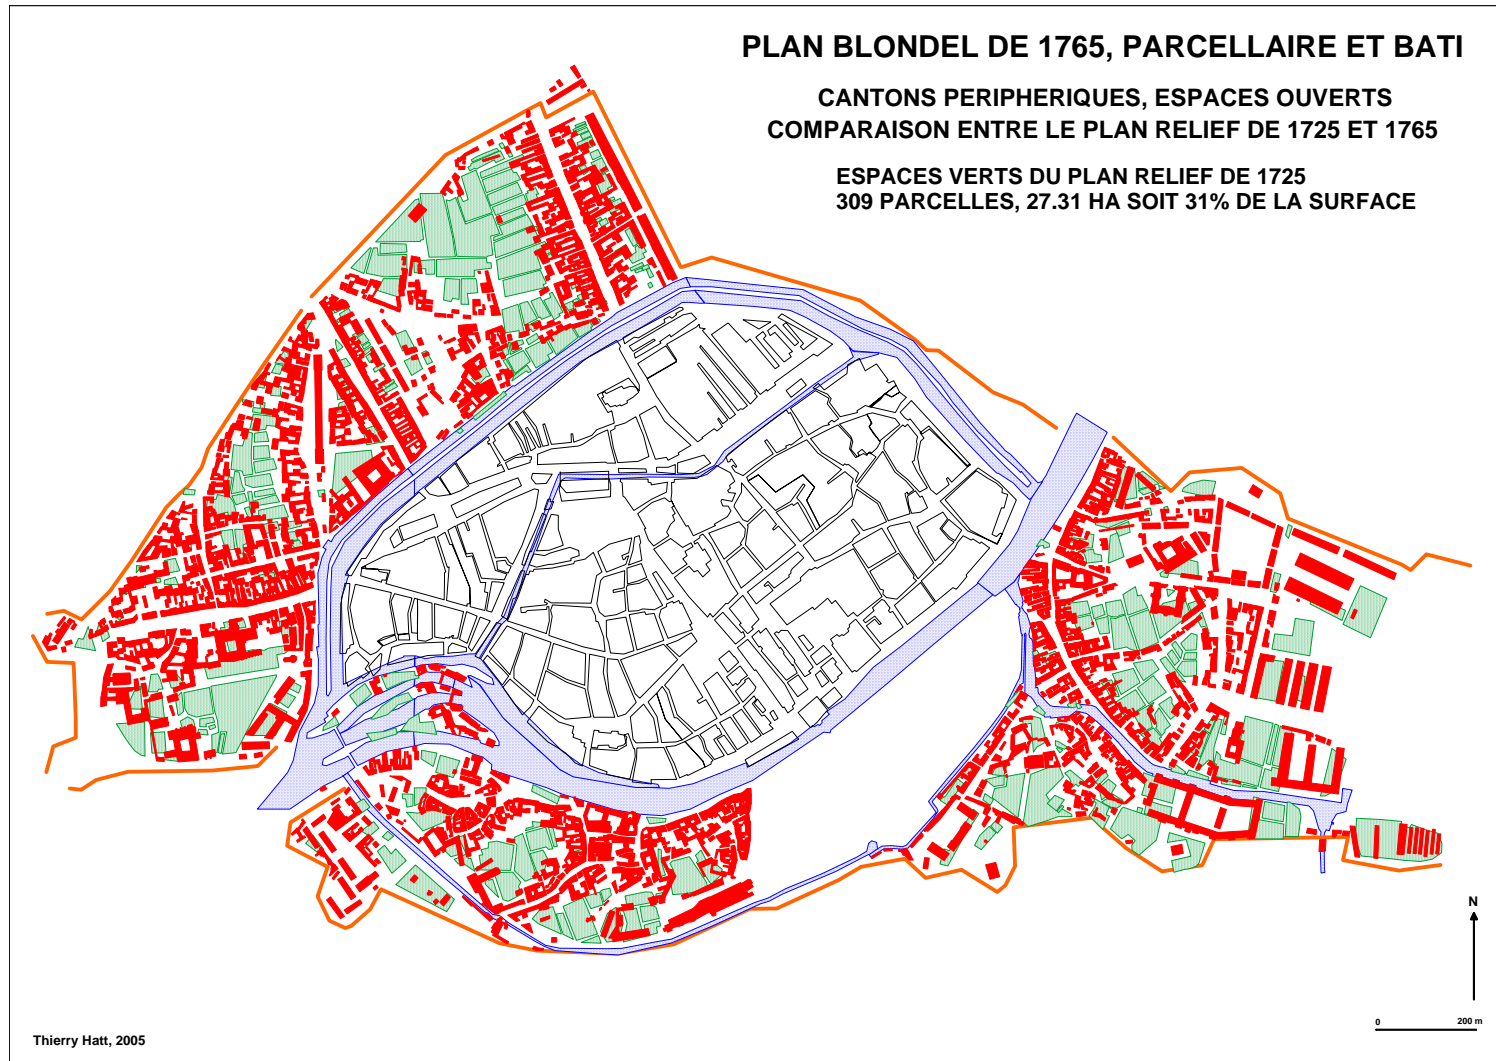 PLAN BLONDEL DE 1765, PARCELLAIRE ET BATI
CANTONS PERIPHERIQUES, ESPACES OUVERTS
COMPARAISON ENTRE LE PLAN RELIEF DE 1725 ET 1765
ESPACES VERTS DU PLAN RELIEF DE 1725
309 PARCELLES, 27.31 HA SOIT 31% DE LA SURFACE
N
0 200 m
Thierry Hatt, 2005